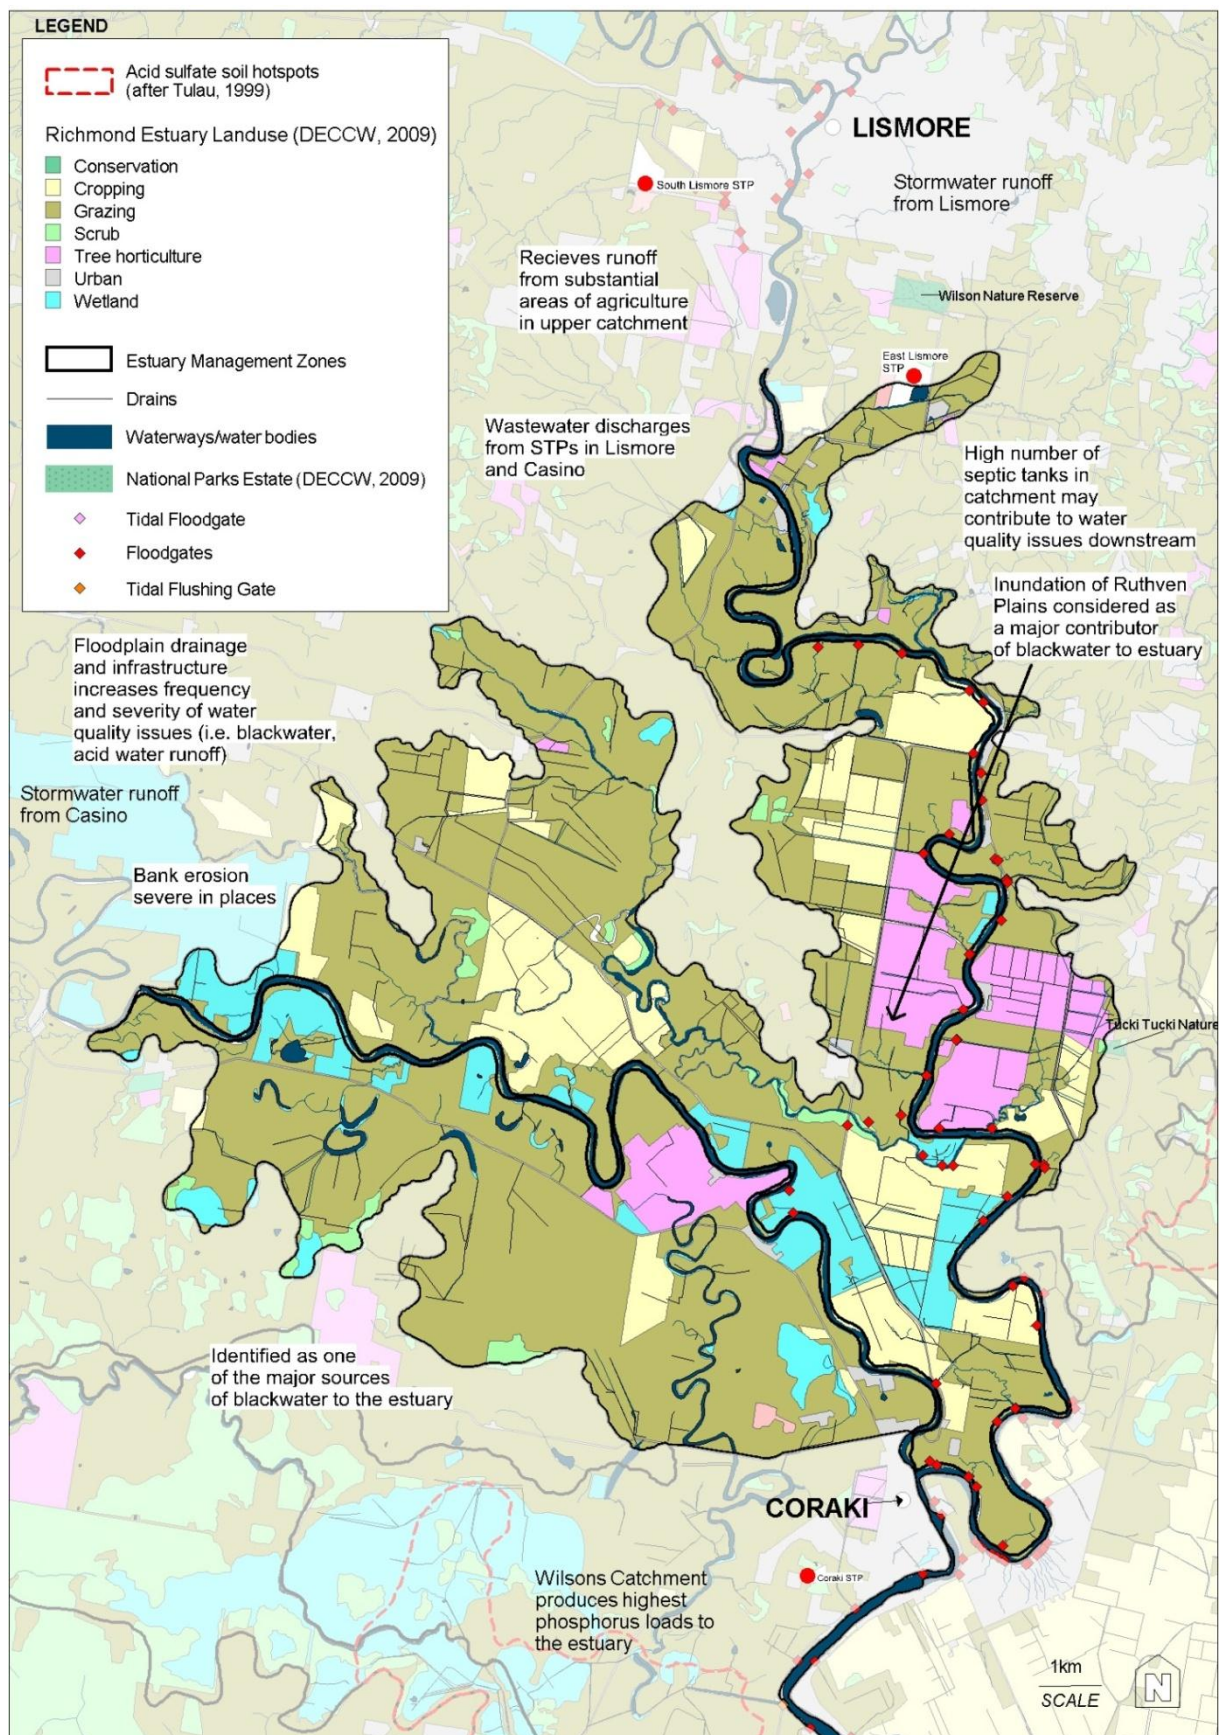 LEGEND
Acid sulfate soil hotspots
(after Tulau, 1999)
Richmond Estuary Landuse (DECCW, 2009)
Conservation
Cropping
Grazing
Scrub
Tree horticulture
Urban
Wetland
Estuary Management Zones
Drains
Waterways/water bodies
National Parks Estate (DECCW, 2009)
Tidal Floodgate
Floodgates
Tidal Flushing Gate
LISMORE
South Lismore STP
Stormwater runoff
from Lismore
Recieves runoff
from substantial
areas of agriculture
in upper catchment
Wilson Nature Reserve
East Lismore
STP
Wastewater discharges
from STPs in Lismore
and Casino
High number of
septic tanks in
catchment may
contribute to water
quality issues downstream
Inundation of Ruthven
Plains considered as
a major contributor
of blackwater to estuary
Floodplain drainage
and infrastructure
increases frequency
and severity of water
quality issues (i.e. blackwater,
acid water runoff)
Stormwater runoff
from Casino
Bank erosion
severe in places
Tucki Tucki Nature
Identified as one
of the major sources
of blackwater to the estuary
CORAKI
Coraki STP
Wilsons Catchment
produces highest
phosphorus loads to
the estuary
1km
SCALE
N